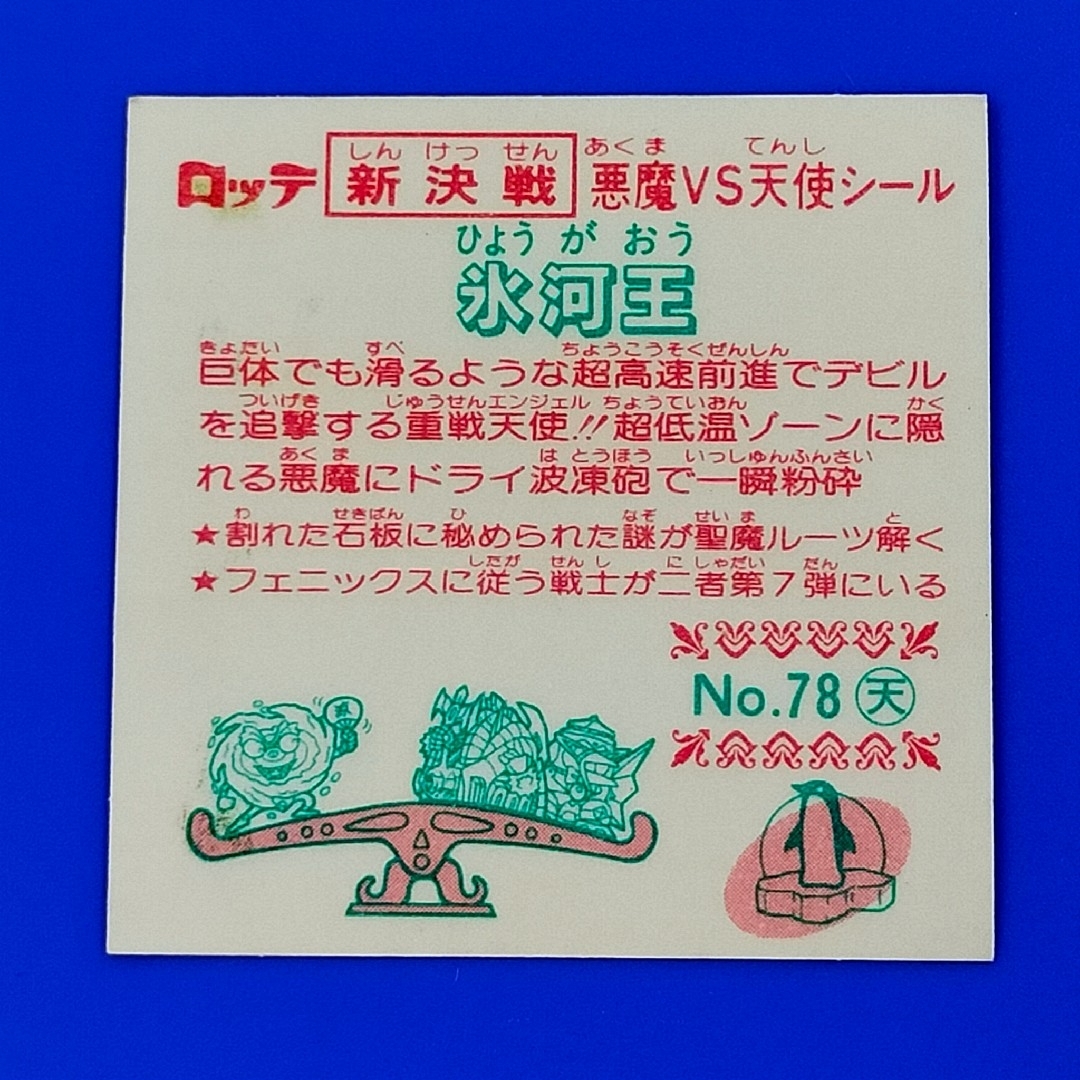 しん けっ せん あくま てんし
ロッテ 新決戦 悪魔VS天使シール
ひょう が おう
氷河王
きょたい すべ ちょうこうそくぜんしん
巨体でも滑るような超高速前進でデビル
ついげき じゅうせんエンジェル ちょうていおん かく
を追撃する重戦天使!!超低温ゾーンに隠
あくま は とうほう いっしゅんふんさい
れる悪魔にドライ波凍砲で一瞬粉砕
わ せきばん ひ なぞ せいま と
★割れた石板に秘められた謎が聖魔ルーツ解く
したが せんし にしゃだい だん
★フェニックスに従う戦士が二者第7弾にいる
No.78 天